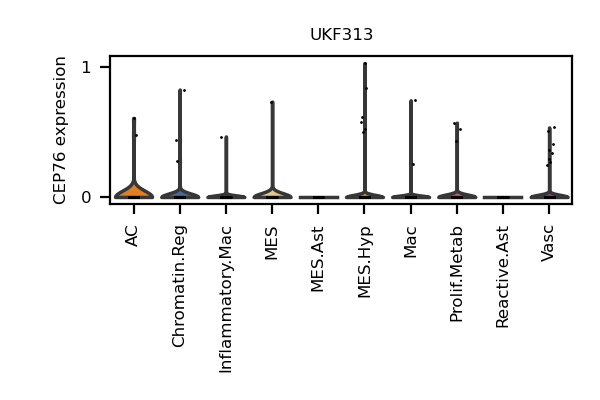 UKF313
CEP76 expression
1
0
AC
Chromatin.Reg
Inflammatory.Mac
MES
MES.Ast
MES.Hyp
Mac
Prolif.Metab
Reactive.Ast
Vasc